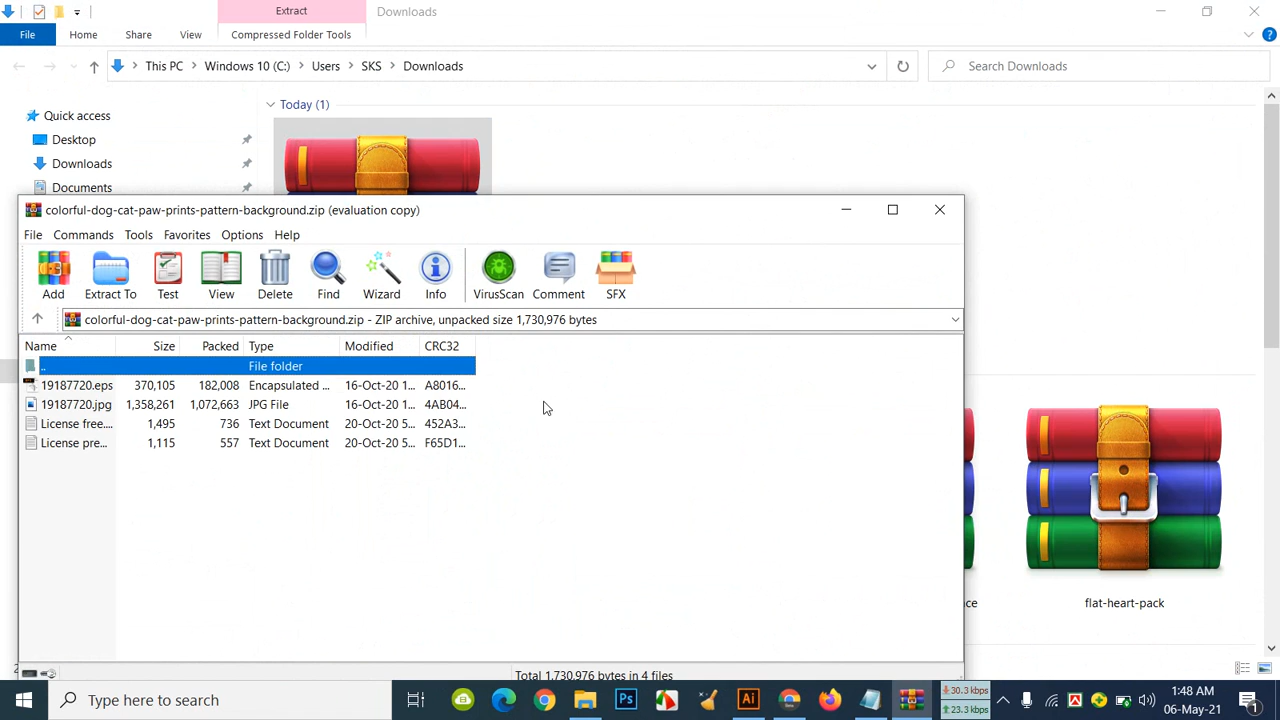 Extract
Downloads
File
Home
Share
View
Compressed Folder Tools
This PC
Windows 10 (C:)
Users
SKS
Downloads
Search Downloads
Quick access
Desktop
Downloads
Documents
Today (1)
colorful-dog-cat-paw-prints-pattern-background.zip (evaluation copy)
File Commands Tools Favorites Options Help
Add
Extract To
Test
View
Delete
Find
Wizard
Info
VirusScan
Comment
SFX
colorful-dog-cat-paw-prints-pattern-background.zip - ZIP archive, unpacked size 1,730,976 bytes
Name Size Packed Type Modified CRC32
.. File folder
19187720.eps 370,105 182,008 Encapsulated ... 16-Oct-20 1... A8016...
19187720.jpg 1,358,261 1,072,663 JPG File 16-Oct-20 1... 4AB04...
License free.... 1,495 736 Text Document 20-Oct-20 5... 452A3...
License pre... 1,115 557 Text Document 20-Oct-20 5... F65D1...
nce
flat-heart-pack
Total 1,730,976 bytes in 4 files
Type here to search
Ps
Ai
30.3 kbps
23.3 kbps
1:48 AM
06-May-21
1